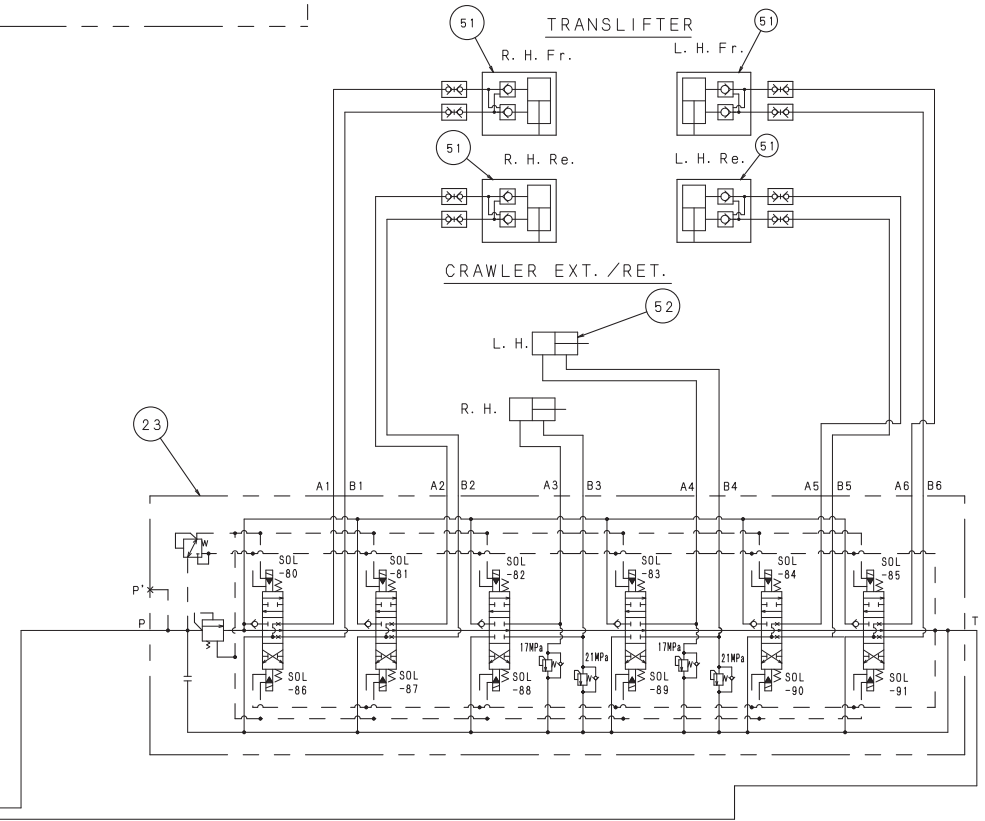 TRANSLIFTER
51
51
R. H. Fr.
L. H. Fr.
51
51
R. H. Re.
L. H. Re.
CRAWLER EXT. /RET.
52
L. H.
R. H.
23
A1 B1 A2 B2 A3 B3 A4 B4 A5 B5 A6 B6
SOL -80
SOL -81
SOL -82
SOL -83
SOL -84
SOL -85
P'
P
T
17MPa
21MPa
17MPa
21MPa
SOL -86
SOL -87
SOL -88
SOL -89
SOL -90
SOL -91